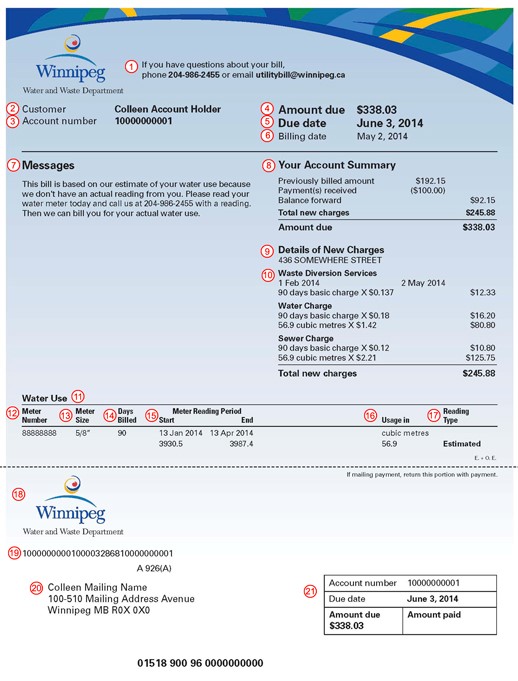 Winnipeg
Water and Waste Department
1 If you have questions about your bill,
phone 204-986-2455 or email utilitybill@winnipeg.ca
2 Customer Colleen Account Holder
3 Account number 10000000001
4 Amount due $338.03
5 Due date June 3, 2014
6 Billing date May 2, 2014
7 Messages
This bill is based on our estimate of your water use because
we don't have an actual reading from you. Please read your
water meter today and call us at 204-986-2455 with a reading.
Then we can bill you for your actual water use.
8 Your Account Summary
Previously billed amount $192.15
Payment(s) received ($100.00)
Balance forward $92.15
Total new charges $245.88
Amount due $338.03
9 Details of New Charges
436 SOMEWHERE STREET
10 Waste Diversion Services
1 Feb 2014 2 May 2014
90 days basic charge X $0.137 $12.33
Water Charge
90 days basic charge X $0.18 $16.20
56.9 cubic metres X $1.42 $80.80
Sewer Charge
90 days basic charge X $0.12 $10.80
56.9 cubic metres X $2.21 $125.75
Total new charges $245.88
Water Use 11
12 Meter Number 13 Meter Size 14 Days Billed 15 Meter Reading Period Start End 16 Usage in 17 Reading Type
88888888 5/8" 90 13 Jan 2014 13 Apr 2014 cubic metres
3930.5 3987.4 56.9 Estimated
E. + O. E.
If mailing payment, return this portion with payment.
18
Winnipeg
Water and Waste Department
19 1000000000100003286810000000001
A 926(A)
20 Colleen Mailing Name
100-510 Mailing Address Avenue
Winnipeg MB R0X 0X0
21
Account number 10000000001
Due date June 3, 2014
Amount due Amount paid
$338.03
01518 900 96 0000000000